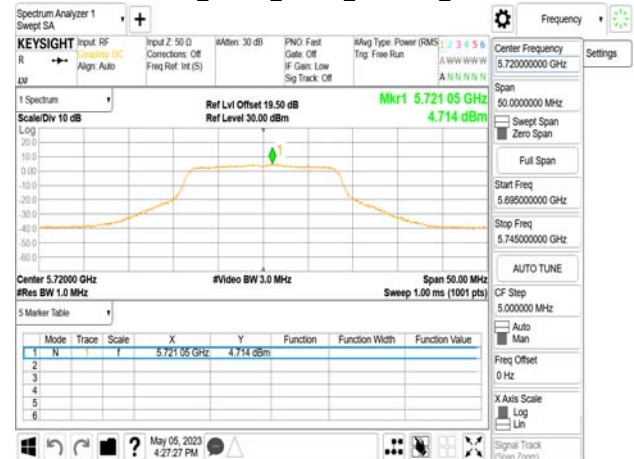 Spectrum Analyzer 1
Swept SA
Frequency
KEYSIGHT
R
Input: RF
Coupling: DC
Align: Auto
Input Z: 50 Ω
Corrections: Off
Freq Ref: Int (S)
#Atten: 30 dB
PNO: Fast
Gate: Off
IF Gain: Low
Sig Track: Off
#Avg Type: Power (RMS
Trig: Free Run
1 2 3 4 5 6
A W W W W W
A N N N N N
1 Spectrum
Scale/Div 10 dB
Log
Ref Lvl Offset 19.50 dB
Ref Level 30.00 dBm
Mkr1 5.721 05 GHz
4.714 dBm
1
20.0
10.0
0.00
-10.0
-20.0
-30.0
-40.0
-50.0
-60.0
Center 5.72000 GHz
#Res BW 1.0 MHz
#Video BW 3.0 MHz
Span 50.00 MHz
Sweep 1.00 ms (1001 pts)
5 Marker Table
Mode Trace Scale X Y Function Function Width Function Value
1 N 1 f 5.721 05 GHz 4.714 dBm
2
3
4
5
6
May 05, 2023
4:27:27 PM
Center Frequency
5.720000000 GHz
Settings
Span
50.0000000 MHz
Swept Span
Zero Span
Full Span
Start Freq
5.695000000 GHz
Stop Freq
5.745000000 GHz
AUTO TUNE
CF Step
5.000000 MHz
Auto
Man
Freq Offset
0 Hz
X Axis Scale
Log
Lin
Signal Track
(Span Zoom)